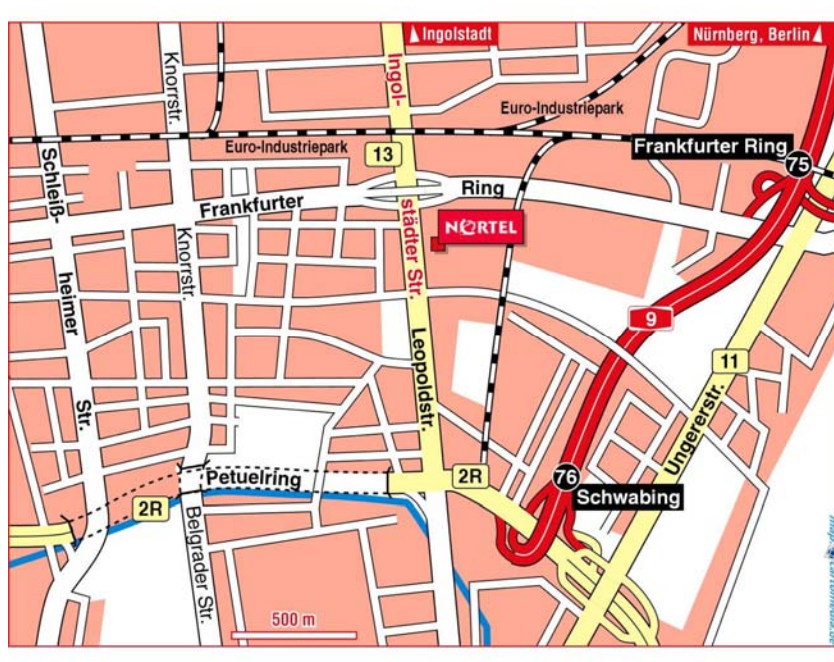 Ingolstadt
Nürnberg, Berlin
Knorrstr.
Ingol-
städter Str.
Euro-Industriepark
Euro-Industriepark
13
Frankfurter Ring
75
Schleiß-
heimer
Str.
Frankfurter
Ring
NORTEL
Knorrstr.
9
11
Leopoldstr.
Ungererstr.
Petuelring
2R
2R
76
Schwabing
Belgrader Str.
500 m